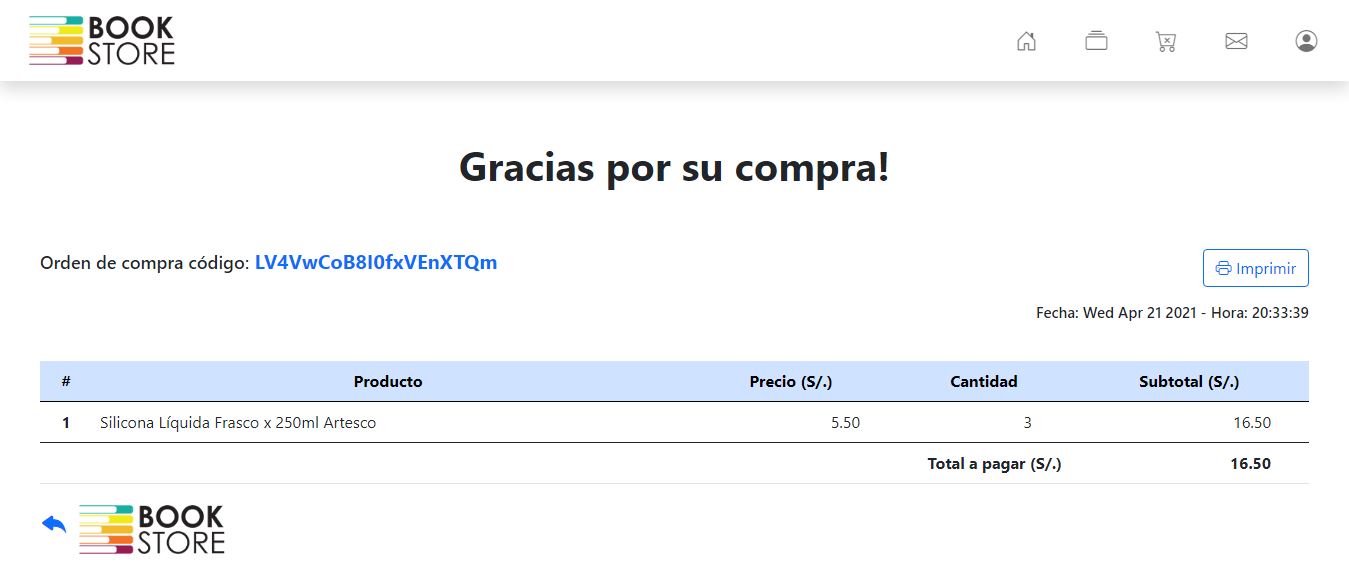 BOOK
STORE
Gracias por su compra!
Orden de compra código: LV4VwCoB8I0fxVEnXTQm
Imprimir
Fecha: Wed Apr 21 2021 - Hora: 20:33:39
# Producto Precio (S/.) Cantidad Subtotal (S/.)
1 Silicona Líquida Frasco x 250ml Artesco 5.50 3 16.50
Total a pagar (S/.) 16.50
BOOK
STORE